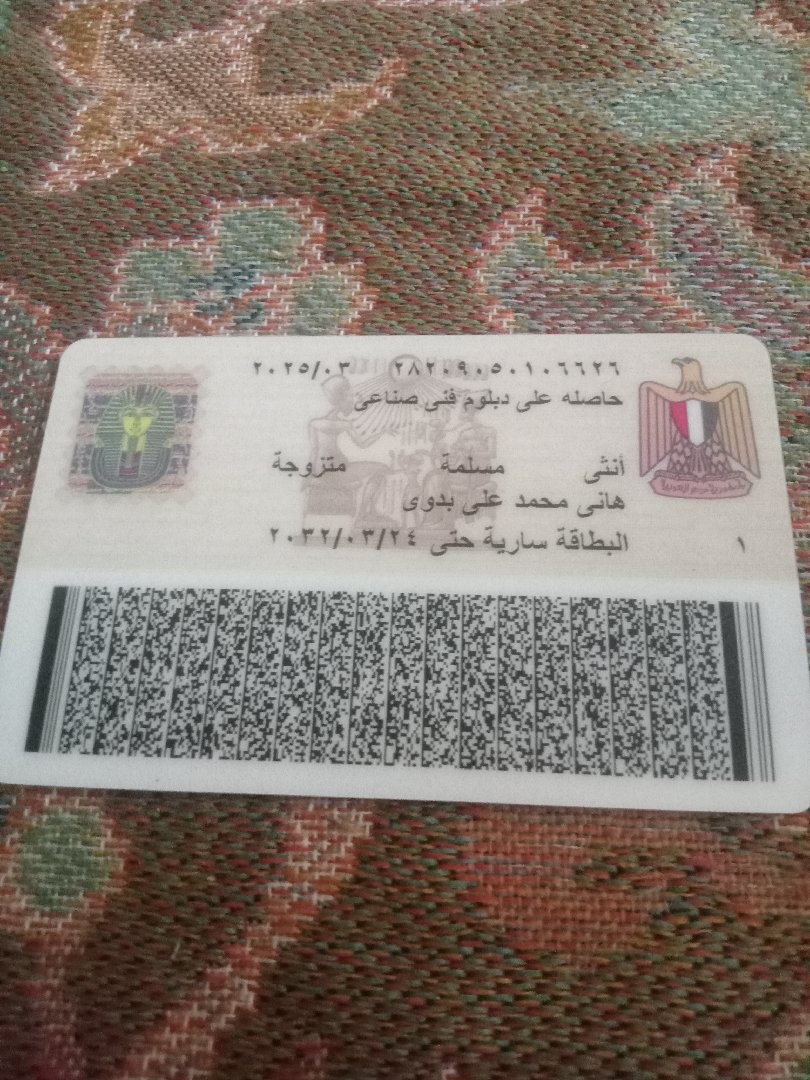 ٢٨٢٠٩٠٥٠١٠٦٦٢٦ ٢٠٢٥/٠٣
حاصله على دبلوم فنى صناعى
أنثى مسلمة متزوجة
هانى محمد على بدوى
البطاقة سارية حتى ٢٠٣٢/٠٣/٢٤
١